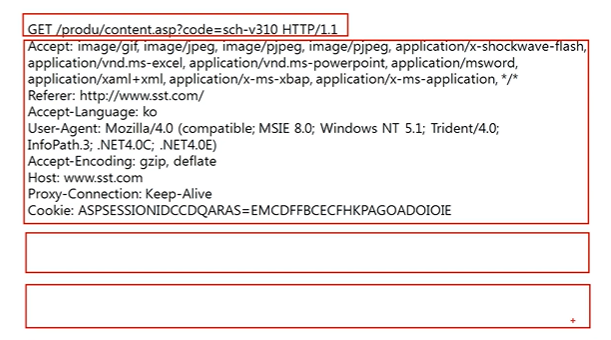 GET /produ/content.asp?code=sch-v310 HTTP/1.1
Accept: image/gif, image/jpeg, image/pjpeg, image/pjpeg, application/x-shockwave-flash,
application/vnd.ms-excel, application/vnd.ms-powerpoint, application/msword,
application/xaml+xml, application/x-ms-xbap, application/x-ms-application, */*
Referer: http://www.sst.com/
Accept-Language: ko
User-Agent: Mozilla/4.0 (compatible; MSIE 8.0; Windows NT 5.1; Trident/4.0;
InfoPath.3; .NET4.0C; .NET4.0E)
Accept-Encoding: gzip, deflate
Host: www.sst.com
Proxy-Connection: Keep-Alive
Cookie: ASPSESSIONIDCCDQARAS=EMCDFFBCECFHKPAGOADOIOIE